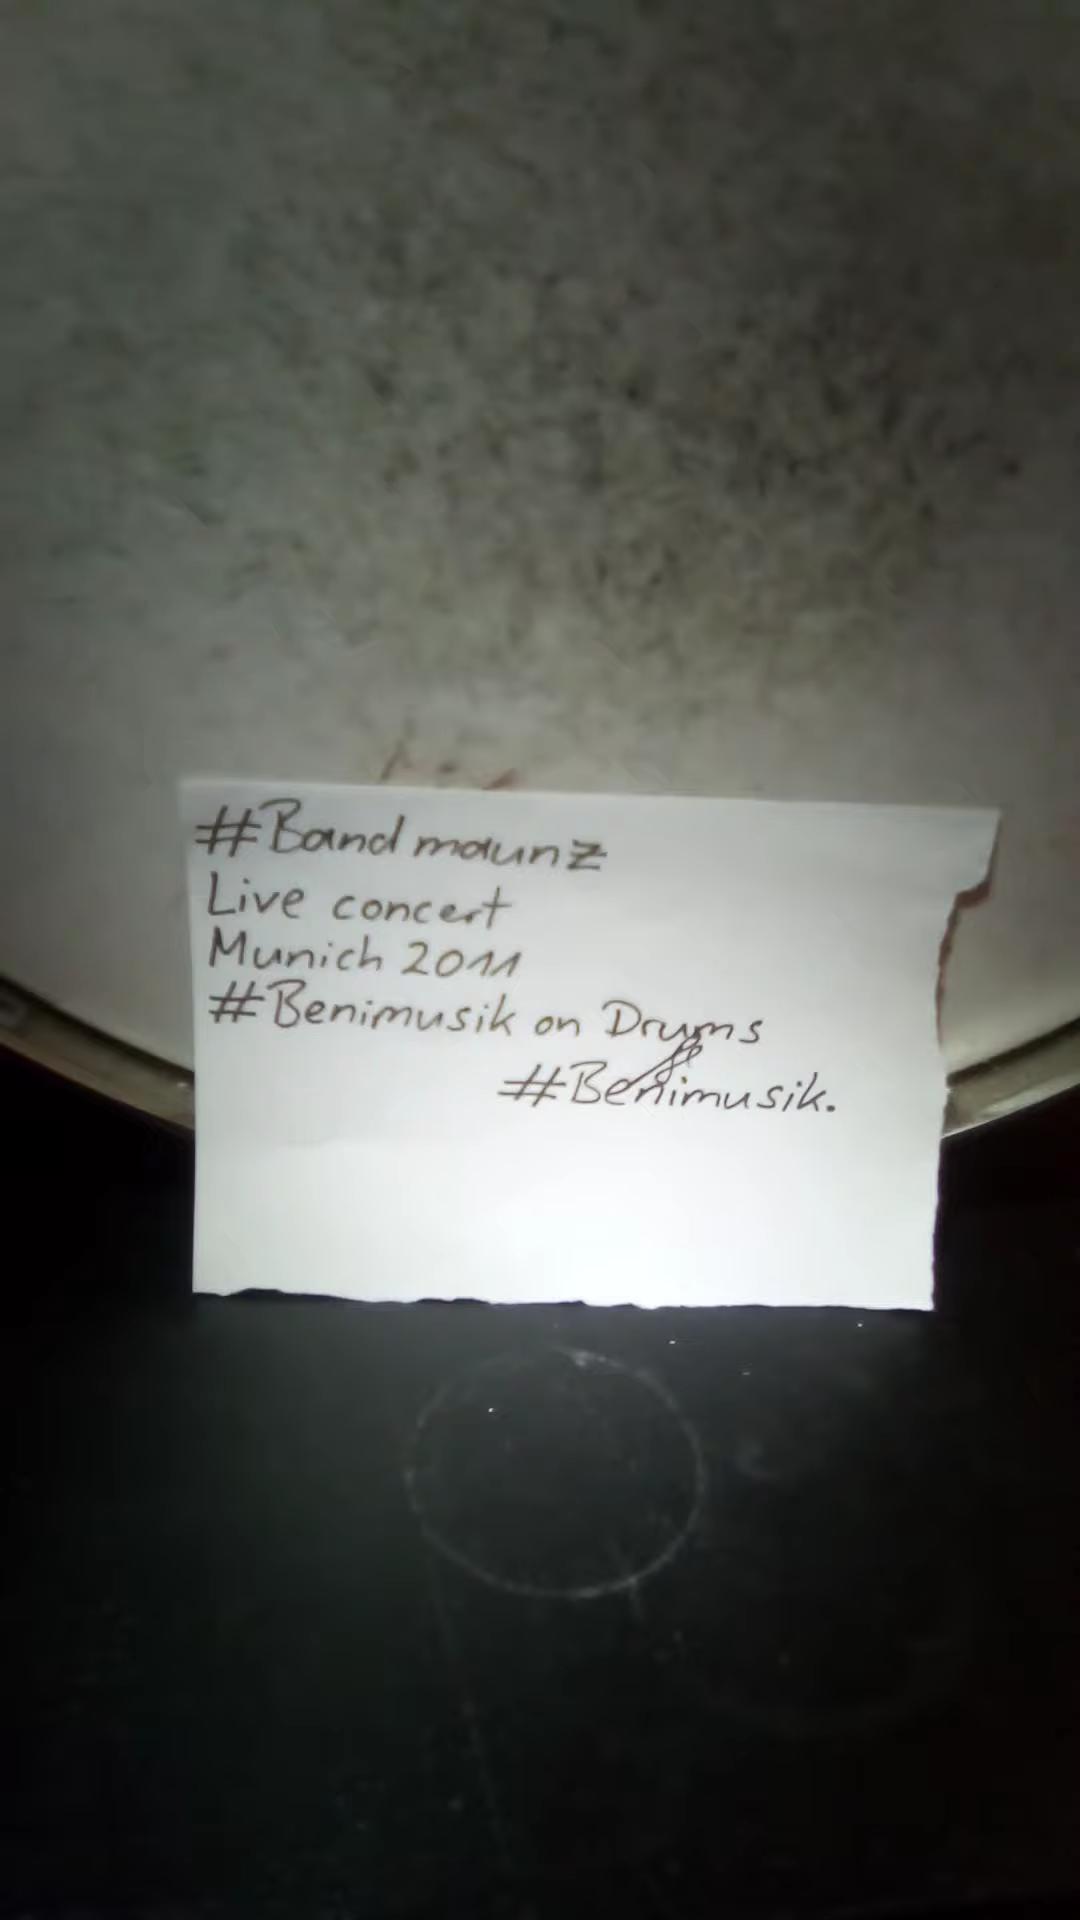 #Bandmaunz
Live concert
Munich 2011
#Benimusik on Drums
#Benimusik.